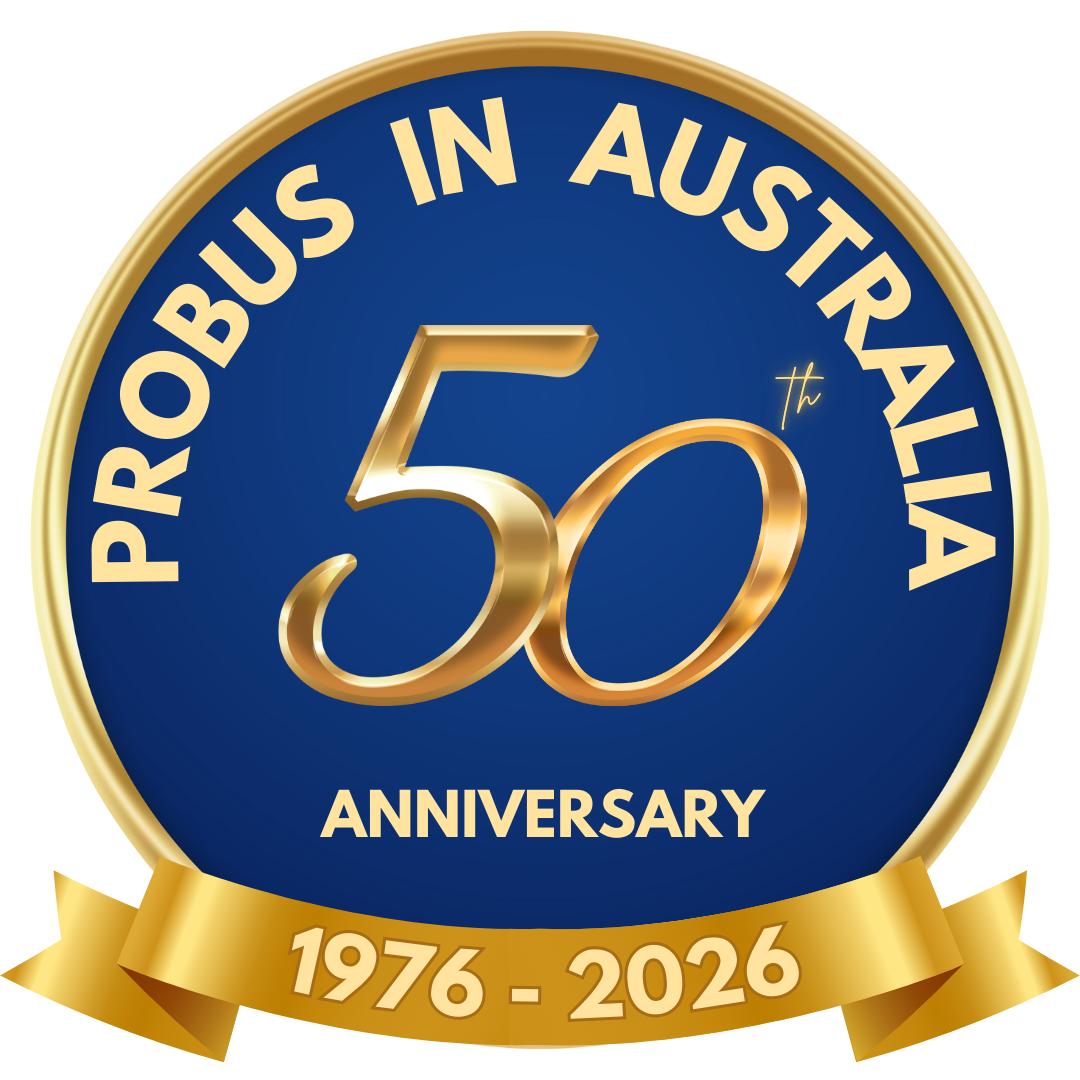 PROBUS IN AUSTRALIA
50th
ANNIVERSARY
1976 - 2026